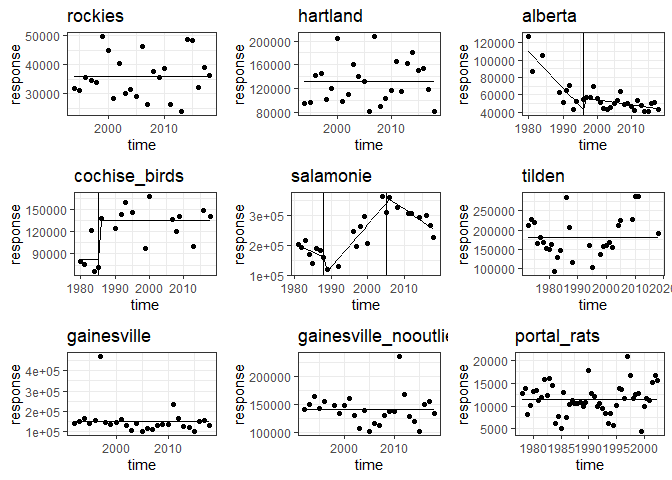 rockies
50000
40000
30000
response
2000
2010
time
hartland
200000
160000
120000
80000
response
2000
2010
time
alberta
120000
100000
80000
60000
40000
response
1980
1990
2000
2010
time
cochise_birds
150000
120000
90000
response
1980
1990
2000
2010
time
salamonie
3e+05
2e+05
1e+05
response
1980
1990
2000
2010
time
tilden
250000
200000
150000
100000
response
1980
1990
2000
2010
202
time
gainesville
4e+05
3e+05
2e+05
1e+05
response
2000
2010
time
gainesville_nooutlie
200000
150000
100000
response
2000
2010
time
portal_rats
20000
15000
10000
5000
response
1980
1985
1990
1995
2000
time